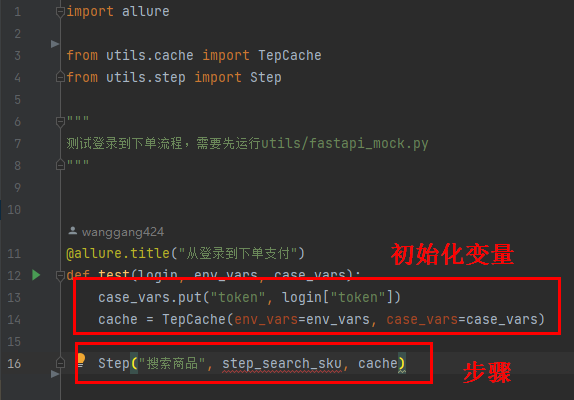 1 import allure
2
3 from utils.cache import TepCache
4 from utils.step import Step
5
6 """
7 测试登录到下单流程，需要先运行utils/fastapi_mock.py
8 """
9
10
wanggang424
11 @allure.title("从登录到下单支付")
初始化变量
12 def test(login, env_vars, case_vars):
13 case_vars.put("token", login["token"])
14 cache = TepCache(env_vars=env_vars, case_vars=case_vars)
15
16 Step("搜索商品", step_search_sku, cache)
步骤